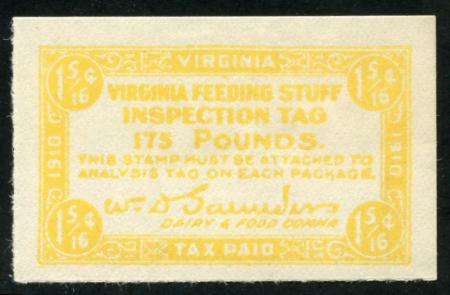 VIRGINIA
1 5/16 ¢ 1 5/16 ¢
VIRGINIA FEEDING STUFF
INSPECTION TAG
175 POUNDS.
THIS STAMP MUST BE ATTACHED TO
ANALYSIS TAG ON EACH PACKAGE.
1910 1910
Wm D Saunders
DAIRY & FOOD COMNR
1 5/16 ¢ 1 5/16 ¢
TAX PAID